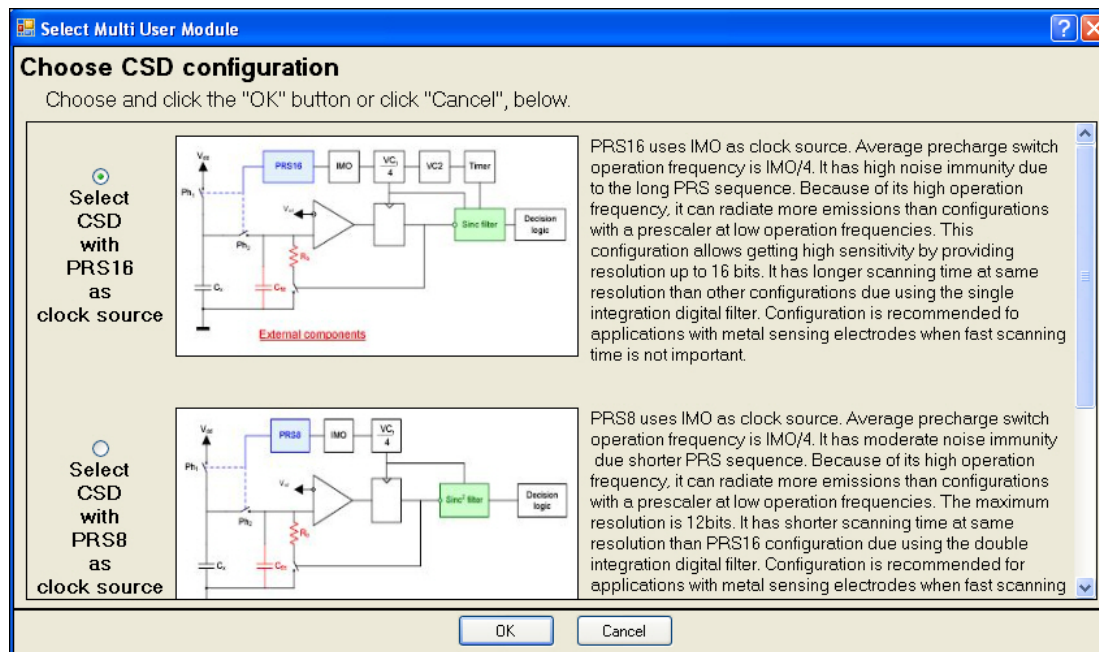 Select Multi User Module
Choose CSD configuration
Choose and click the "OK" button or click "Cancel", below.
Select
CSD
with
PRS16
as
clock source
PRS16
IMO
VC1
4
VC2
Timer
Ph1
Ph2
Sinc filter
Decision
logic
Cx
External components
PRS16 uses IMO as clock source. Average precharge switch
operation frequency is IMO/4. It has high noise immunity due
to the long PRS sequence. Because of its high operation
frequency, it can radiate more emissions than configurations
with a prescaler at low operation frequencies. This
configuration allows getting high sensitivity by providing
resolution up to 16 bits. It has longer scanning time at same
resolution than other configurations due using the single
integration digital filter. Configuration is recommended fo
applications with metal sensing electrodes when fast scanning
time is not important.
Select
CSD
with
PRS8
as
clock source
PRS8
IMO
VC1
4
Ph1
Ph2
Sinc² filter
Decision
logic
Cx
PRS8 uses IMO as clock source. Average precharge switch
operation frequency is IMO/4. It has moderate noise immunity
due shorter PRS sequence. Because of its high operation
frequency, it can radiate more emissions than configurations
with a prescaler at low operation frequencies. The maximum
resolution is 12bits. It has shorter scanning time at same
resolution than PRS16 configuration due using the double
integration digital filter. Configuration is recommended for
applications with metal sensing electrodes when fast scanning
OK
Cancel